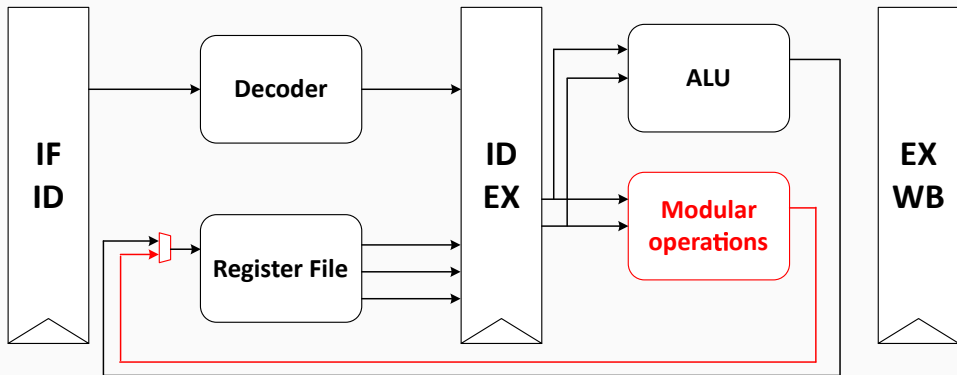 IF
ID
Decoder
Register File
ID
EX
ALU
Modular
operations
EX
WB